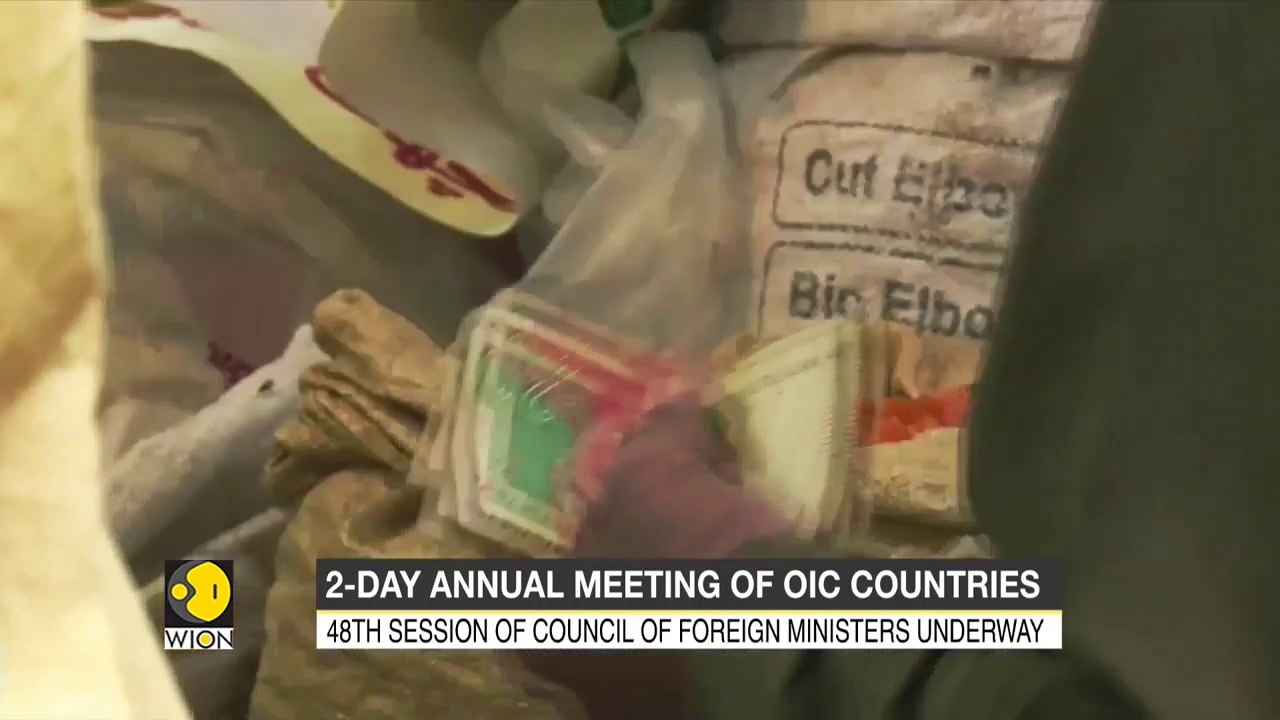 Cut Elbo
Big Elbo
2-DAY ANNUAL MEETING OF OIC COUNTRIES
48TH SESSION OF COUNCIL OF FOREIGN MINISTERS UNDERWAY
WION